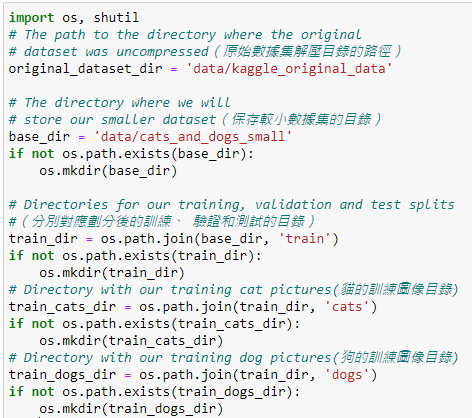 import os, shutil
# The path to the directory where the original
# dataset was uncompressed（原始數據集解壓目錄的路徑）
original_dataset_dir = 'data/kaggle_original_data'

# The directory where we will
# store our smaller dataset（保存較小數據集的目錄）
base_dir = 'data/cats_and_dogs_small'
if not os.path.exists(base_dir):
    os.mkdir(base_dir)

# Directories for our training, validation and test splits
#（分別對應劃分後的訓練、 驗證和測試的目錄）
train_dir = os.path.join(base_dir, 'train')
if not os.path.exists(train_dir):
    os.mkdir(train_dir)
# Directory with our training cat pictures(貓的訓練圖像目錄)
train_cats_dir = os.path.join(train_dir, 'cats')
if not os.path.exists(train_cats_dir):
    os.mkdir(train_cats_dir)
# Directory with our training dog pictures(狗的訓練圖像目錄)
train_dogs_dir = os.path.join(train_dir, 'dogs')
if not os.path.exists(train_dogs_dir):
    os.mkdir(train_dogs_dir)